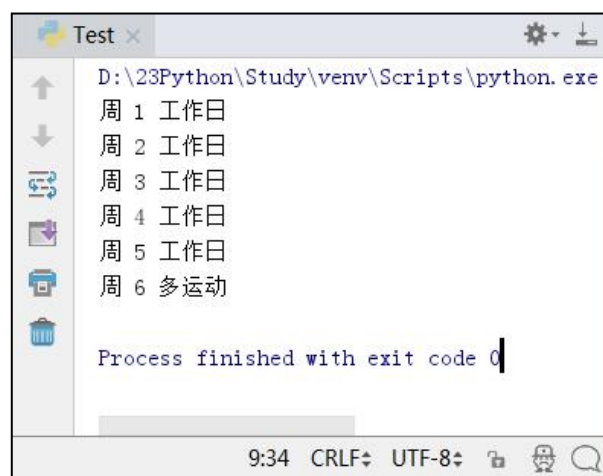 Test
D:\23Python\Study\venv\Scripts\python.exe
周 1 工作日
周 2 工作日
周 3 工作日
周 4 工作日
周 5 工作日
周 6 多运动
Process finished with exit code 0
9:34 CRLF UTF-8